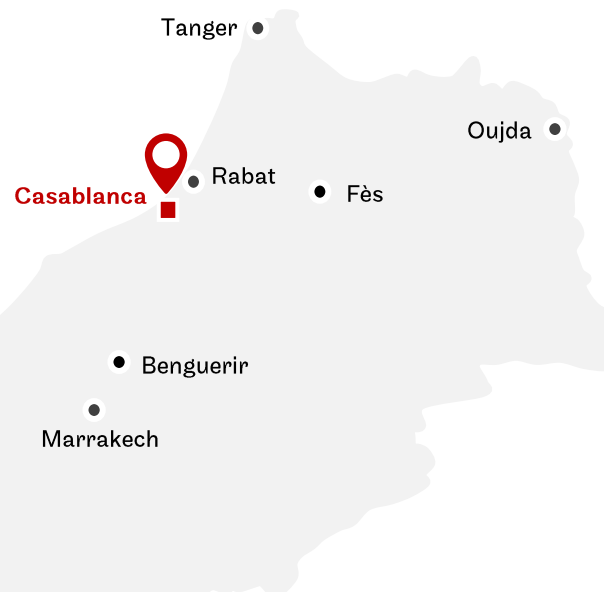 Tanger
Oujda
Rabat
Casablanca
Fès
Benguerir
Marrakech